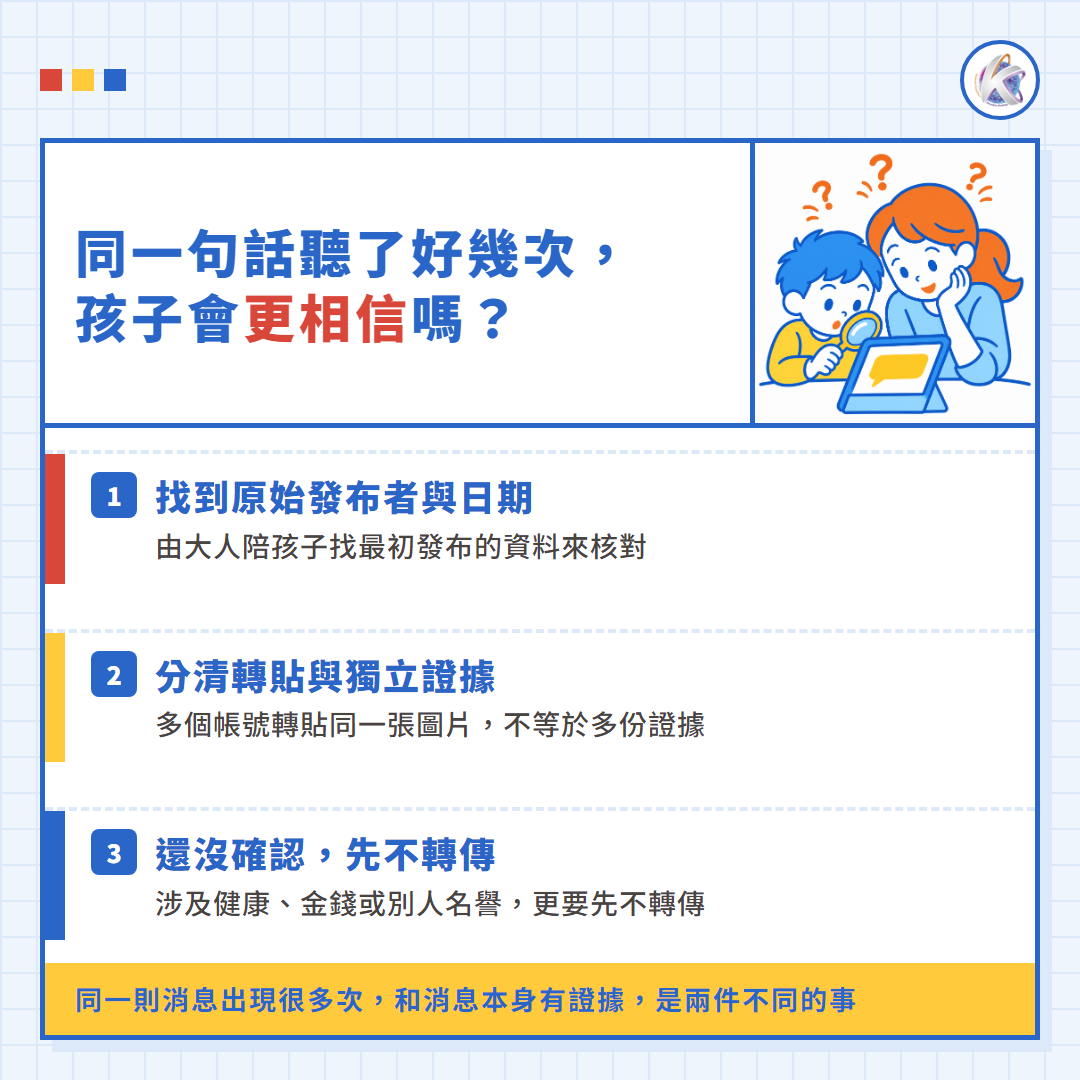 同一句話聽了好幾次，
孩子會更相信嗎？
1 找到原始發布者與日期
由大人陪孩子找最初發布的資料來核對
2 分清轉貼與獨立證據
多個帳號轉貼同一張圖片，不等於多份證據
3 還沒確認，先不轉傳
涉及健康、金錢或別人名譽，更要先不轉傳
同一則消息出現很多次，和消息本身有證據，是兩件不同的事